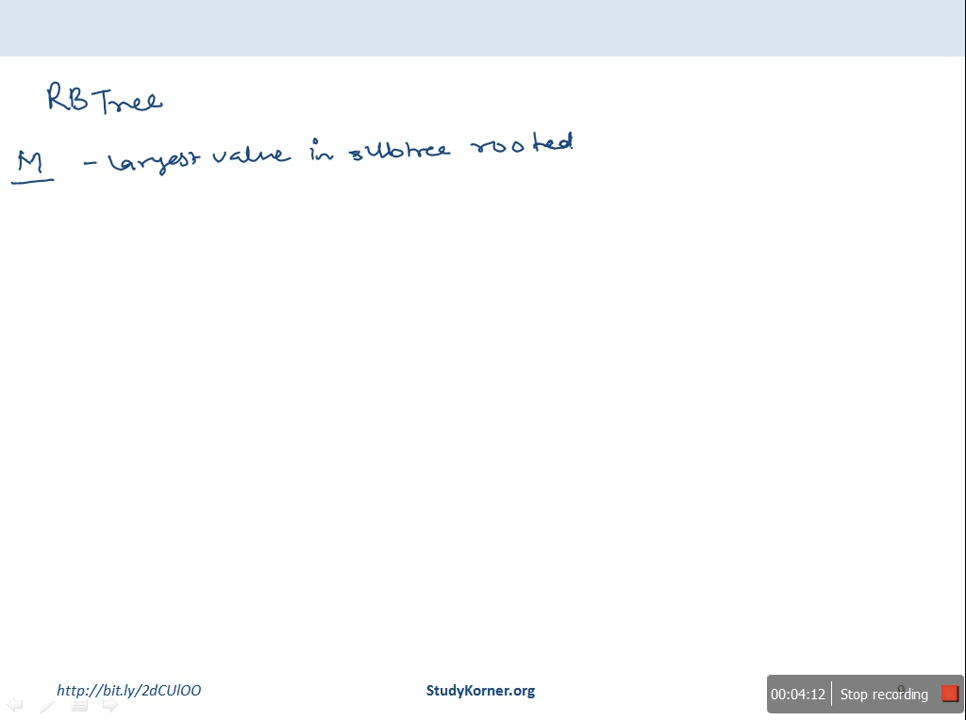 RB Tree
M - largest value in subtree rooted
http://bit.ly/2dCUlOO
StudyKorner.org
00:04:12 Stop recording